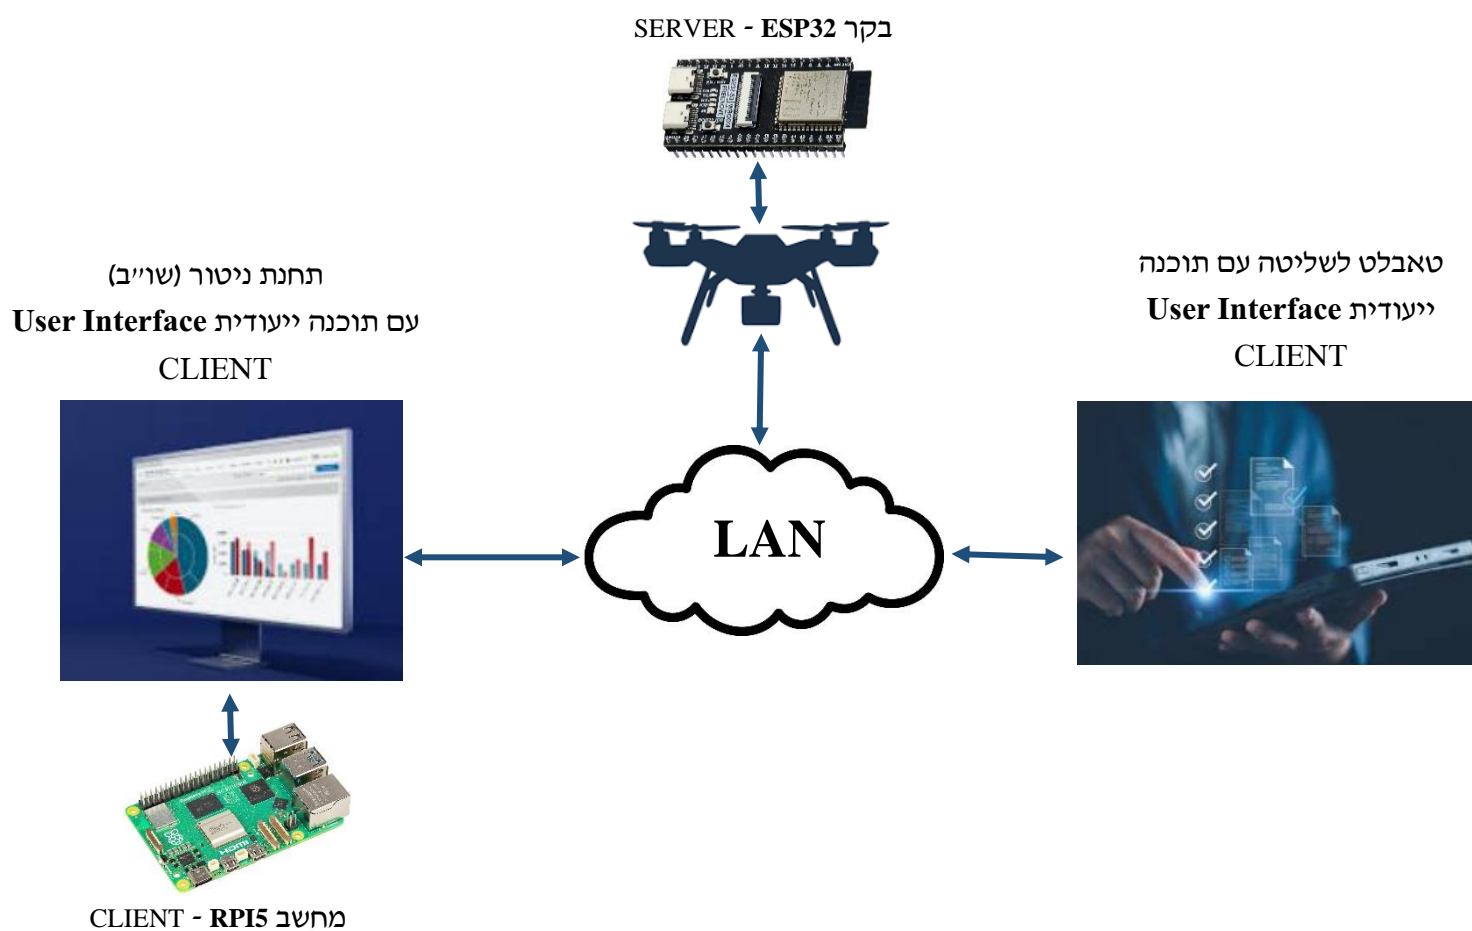 בקר ESP32 - SERVER
תחנת ניטור (שו״ב)
עם תוכנה ייעודית User Interface
CLIENT
טאבלט לשליטה עם תוכנה
ייעודית User Interface
CLIENT
LAN
מחשב RPI5 - CLIENT